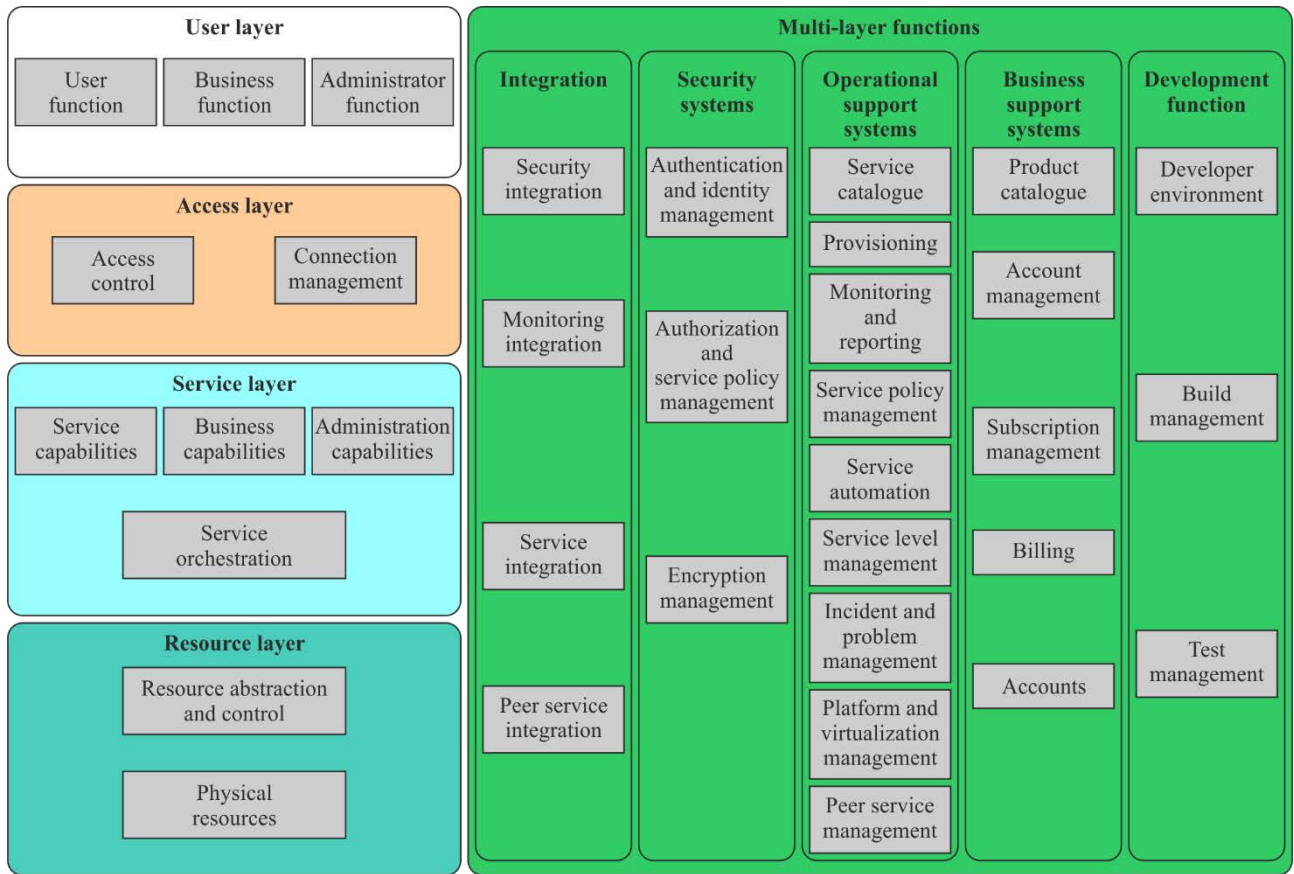 User layer
User
function
Business
function
Administrator
function
Access layer
Access
control
Connection
management
Service layer
Service
capabilities
Business
capabilities
Administration
capabilities
Service
orchestration
Resource layer
Resource abstraction
and control
Physical
resources
Multi-layer functions
Integration
Security
integration
Monitoring
integration
Service
integration
Peer service
integration
Security
systems
Authentication
and identity
management
Authorization
and
service policy
management
Encryption
management
Operational
support
systems
Service
catalogue
Provisioning
Monitoring
and
reporting
Service policy
management
Service
automation
Service level
management
Incident and
problem
management
Platform and
virtualization
management
Peer service
management
Business
support
systems
Product
catalogue
Account
management
Subscription
management
Billing
Accounts
Development
function
Developer
environment
Build
management
Test
management